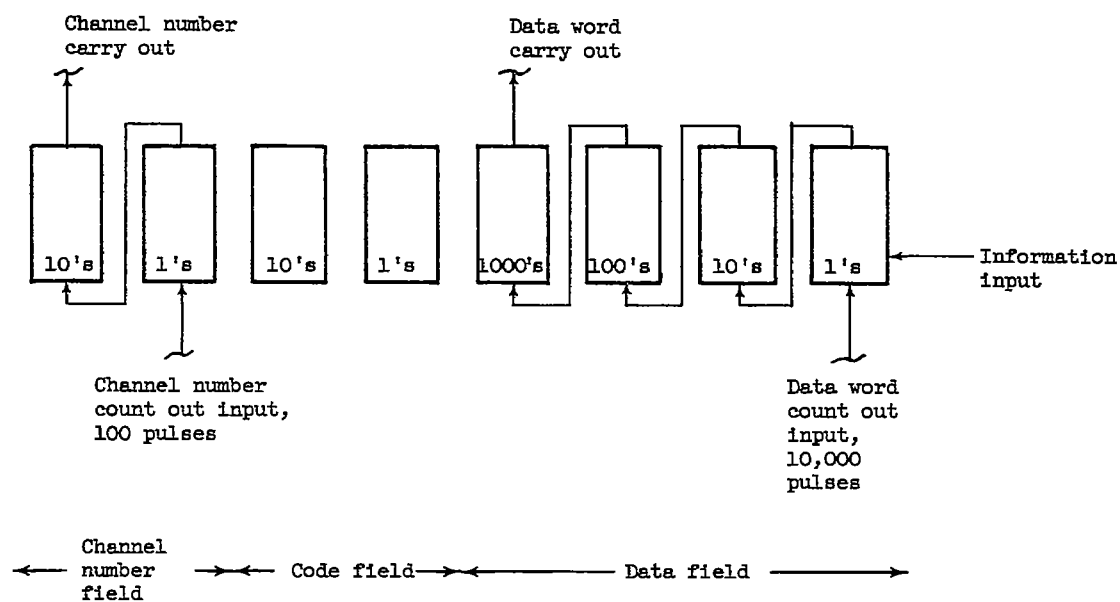 Channel number
carry out
Data word
carry out
10's
1's
10's
1's
1000's
100's
10's
1's
Information
input
Channel number
count out input,
100 pulses
Data word
count out
input,
10,000
pulses
Channel
number
field
Code field
Data field